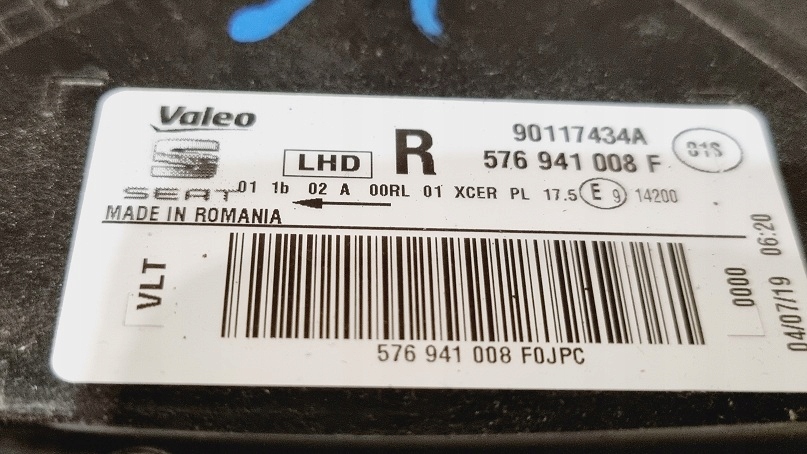 Valeo
SEAT
LHD
R
90117434A
576 941 008 F
01S
01 1b 02 A 00RL 01 XCER PL 17.5 E 9 14200
MADE IN ROMANIA
VLT
576 941 008 F0JPC
0000
04/07/19 06:20